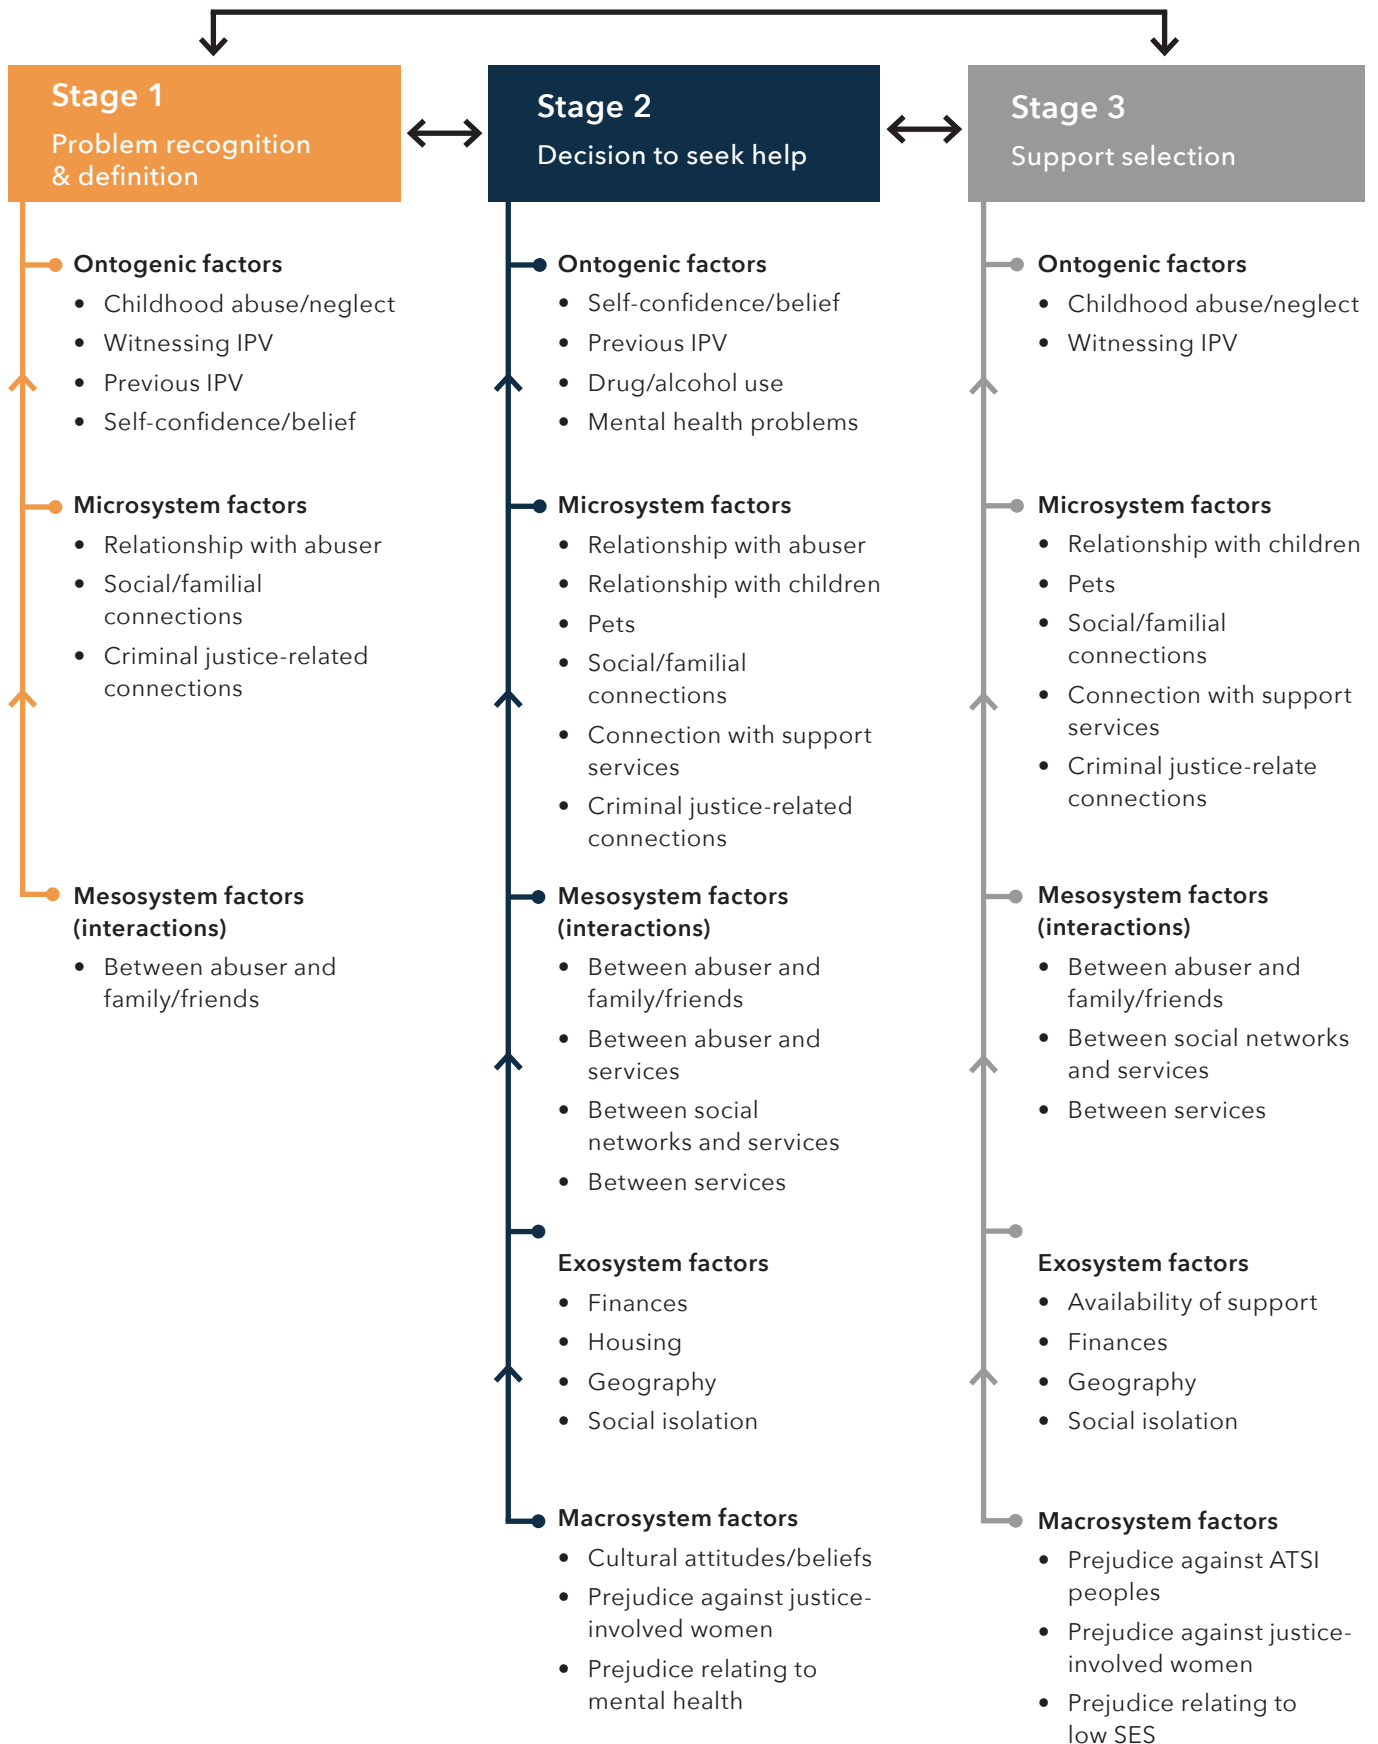 Stage 1
Problem recognition
& definition
Ontogenic factors
• Childhood abuse/neglect
• Witnessing IPV
• Previous IPV
• Self-confidence/belief
Microsystem factors
• Relationship with abuser
• Social/familial
connections
• Criminal justice-related
connections
Mesosystem factors
(interactions)
• Between abuser and
family/friends
Stage 2
Decision to seek help
Ontogenic factors
• Self-confidence/belief
• Previous IPV
• Drug/alcohol use
• Mental health problems
Microsystem factors
• Relationship with abuser
• Relationship with children
• Pets
• Social/familial
connections
• Connection with support
services
• Criminal justice-related
connections
Mesosystem factors
(interactions)
• Between abuser and
family/friends
• Between abuser and
services
• Between social
networks and services
• Between services
Exosystem factors
• Finances
• Housing
• Geography
• Social isolation
Macrosystem factors
• Cultural attitudes/beliefs
• Prejudice against justice-
involved women
• Prejudice relating to
mental health
Stage 3
Support selection
Ontogenic factors
• Childhood abuse/neglect
• Witnessing IPV
Microsystem factors
• Relationship with children
• Pets
• Social/familial
connections
• Connection with support
services
• Criminal justice-relate
connections
Mesosystem factors
(interactions)
• Between abuser and
family/friends
• Between social networks
and services
• Between services
Exosystem factors
• Availability of support
• Finances
• Geography
• Social isolation
Macrosystem factors
• Prejudice against ATSI
peoples
• Prejudice against justice-
involved women
• Prejudice relating to
low SES